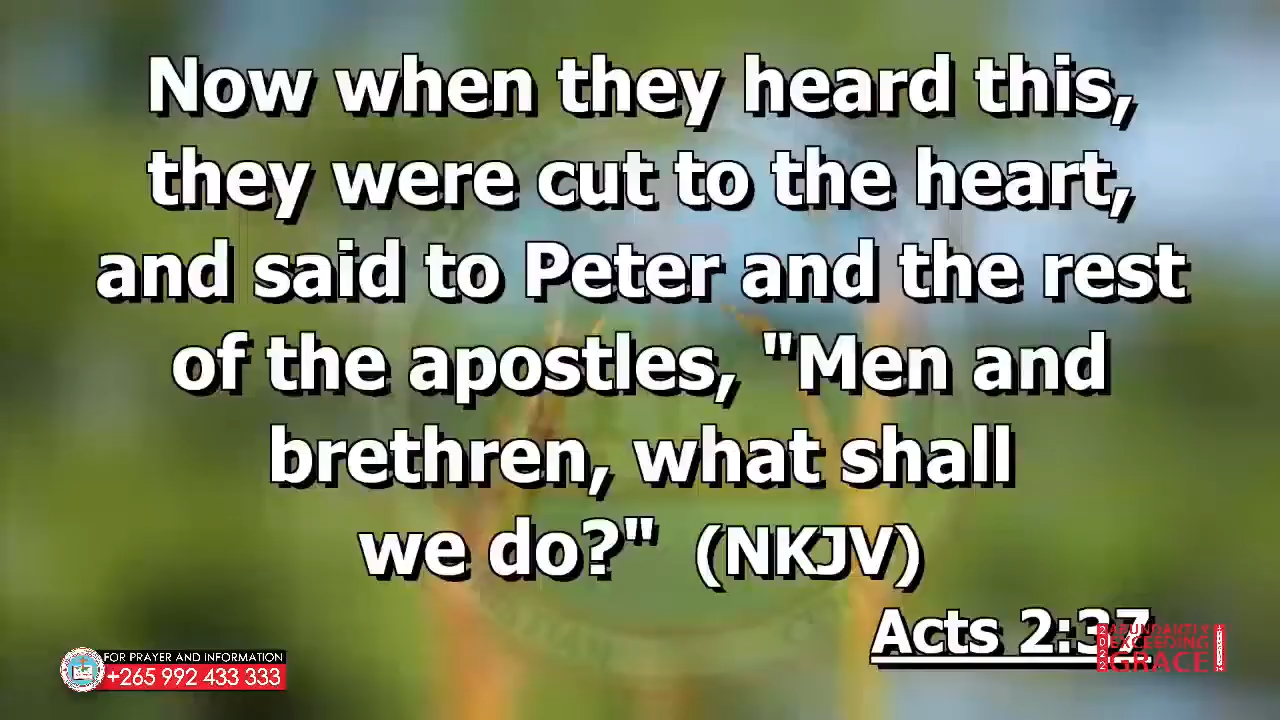 Now when they heard this,
they were cut to the heart,
and said to Peter and the rest
of the apostles, "Men and
brethren, what shall
we do?" (NKJV)
Acts 2:37
FOR PRAYER AND INFORMATION
+265 992 433 333
2022
ABUNDANTLY
EXCEEDING
GRACE